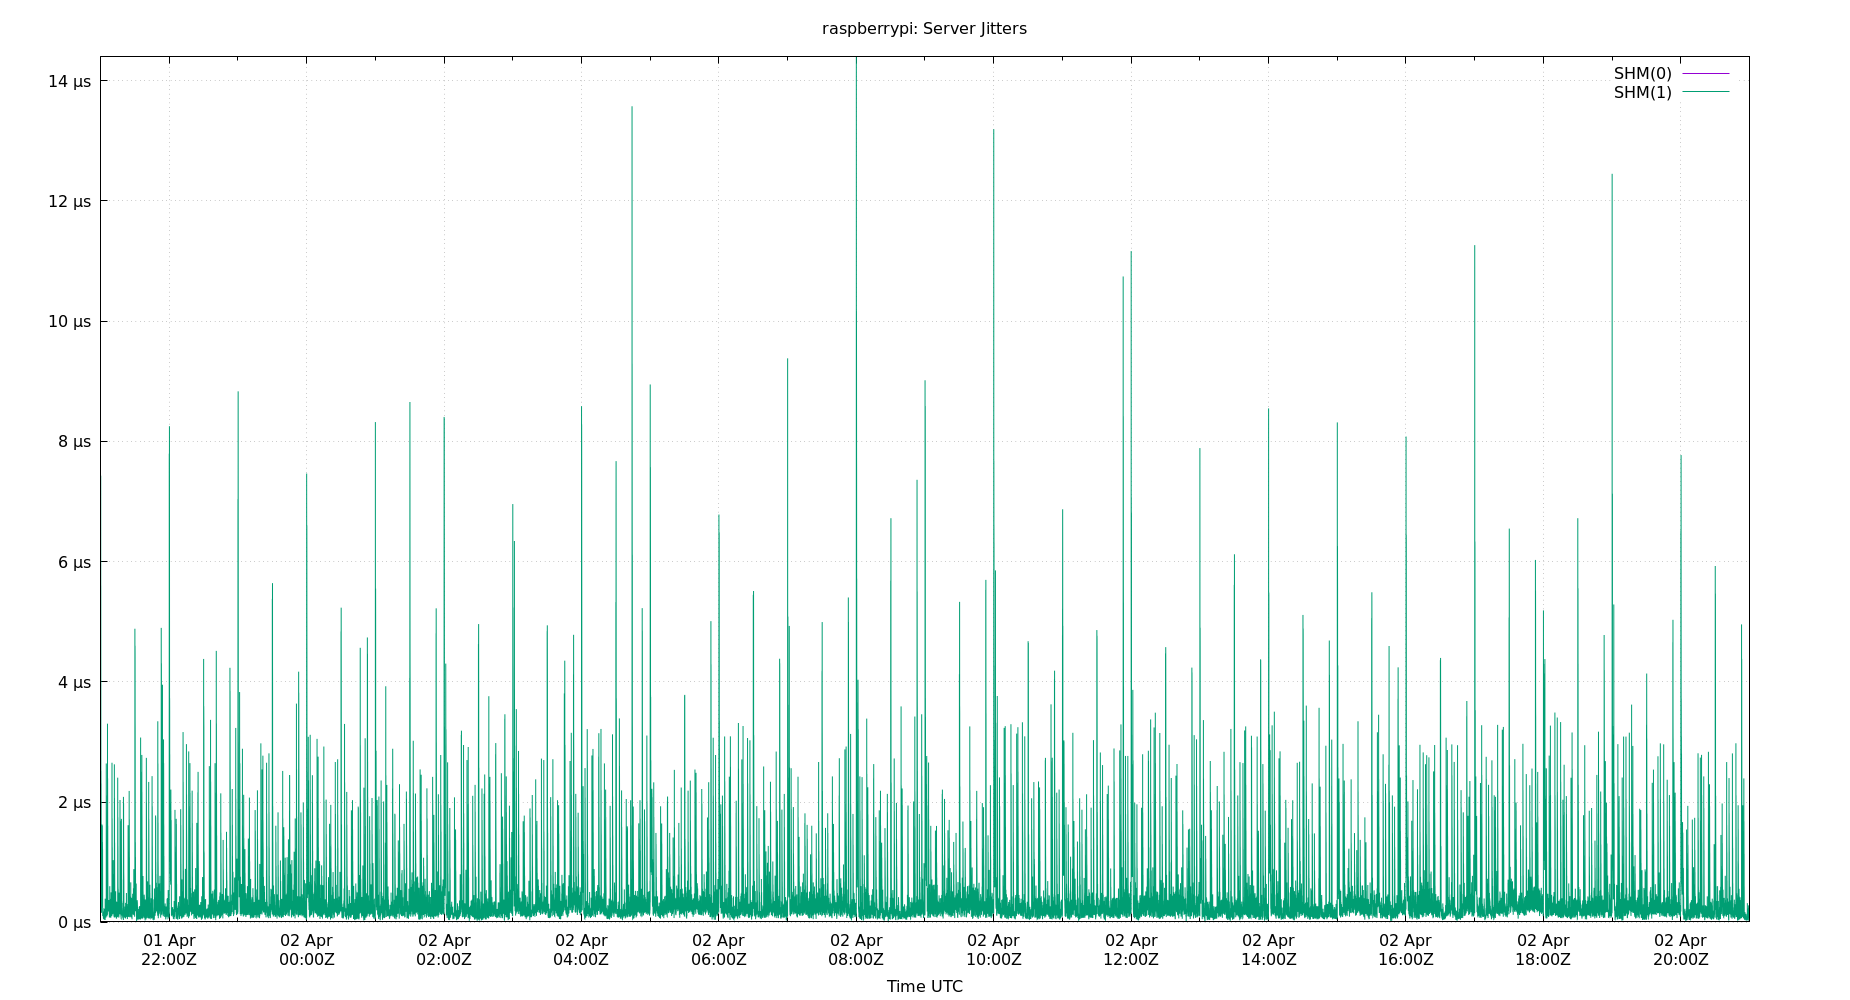 raspberrypi: Server Jitters
SHM(0)
SHM(1)
14 µs
12 µs
10 µs
8 µs
6 µs
4 µs
2 µs
0 µs
01 Apr 02 Apr 02 Apr 02 Apr 02 Apr 02 Apr 02 Apr 02 Apr 02 Apr 02 Apr 02 Apr 02 Apr
22:00Z 00:00Z 02:00Z 04:00Z 06:00Z 08:00Z 10:00Z 12:00Z 14:00Z 16:00Z 18:00Z 20:00Z
Time UTC